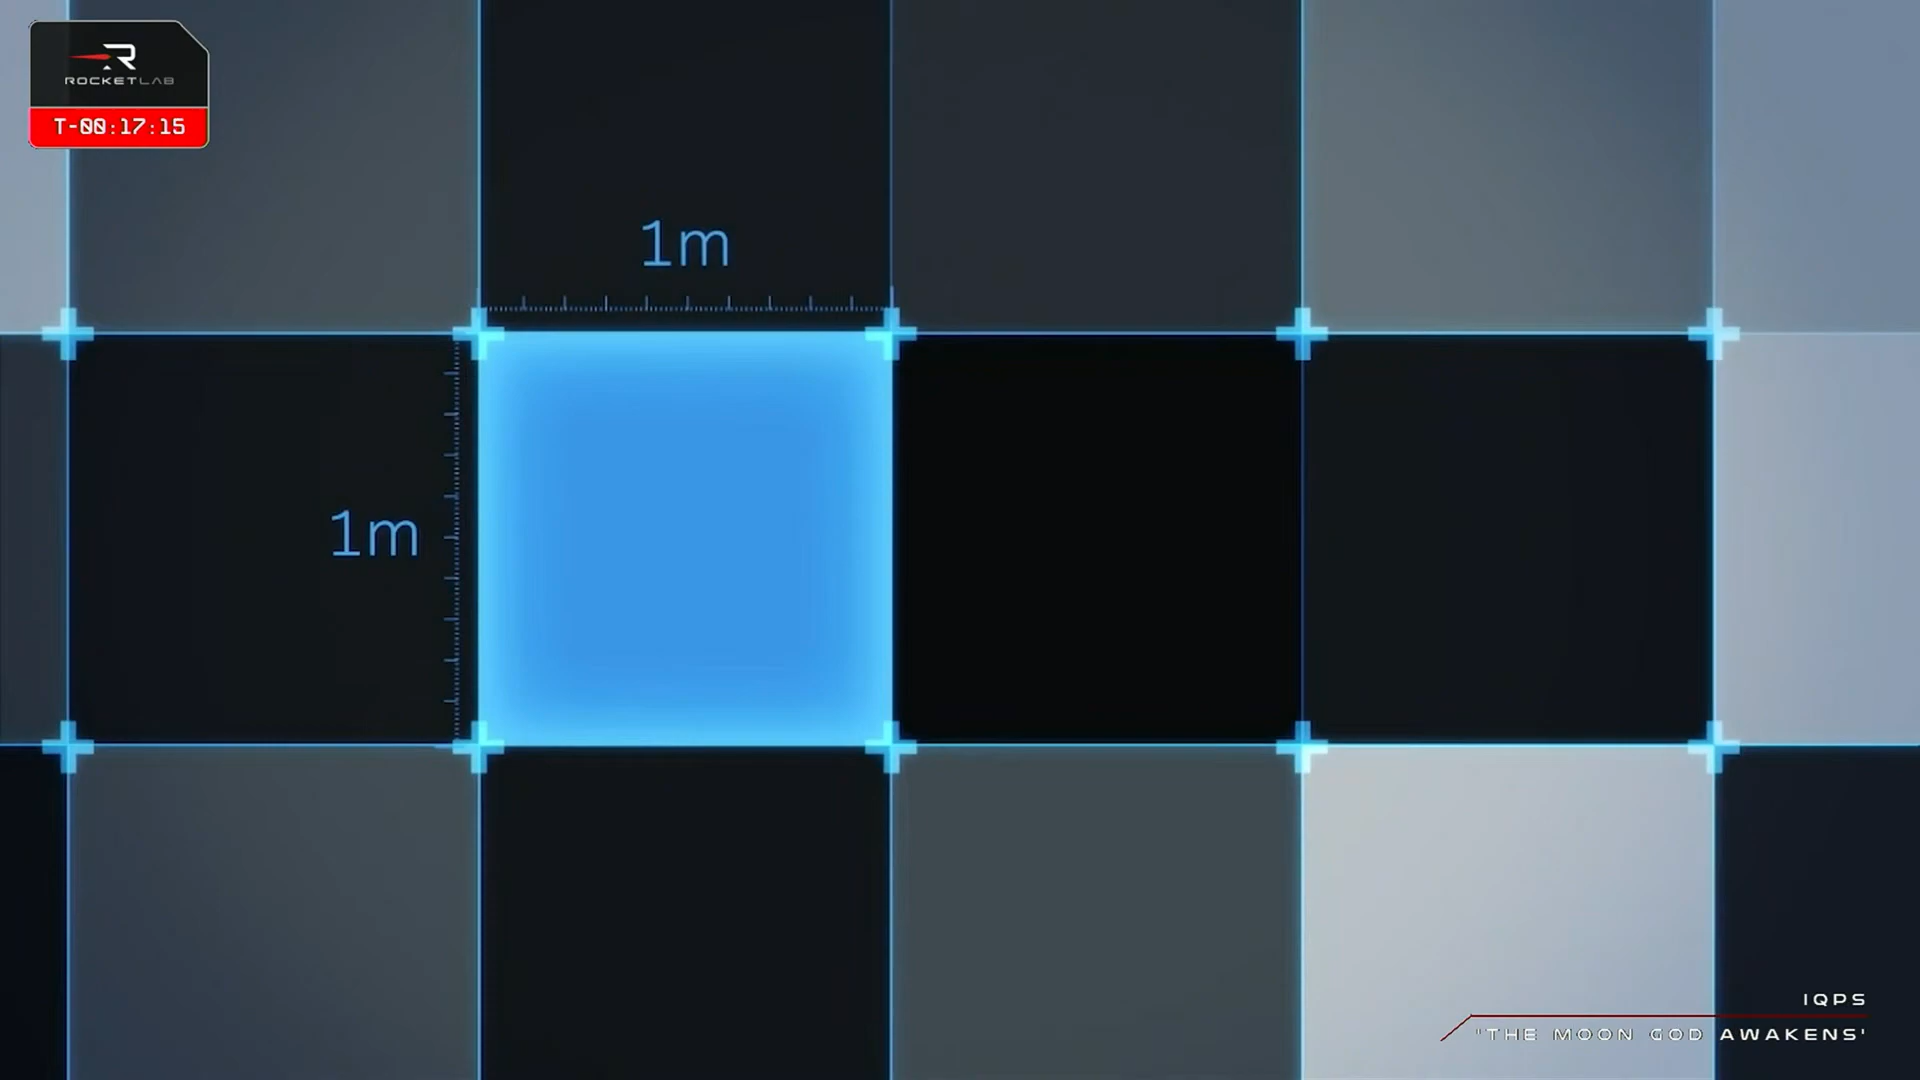 ROCKETLAB
T-00:17:15
1m
1m
IQPS
"THE MOON GOD AWAKENS'